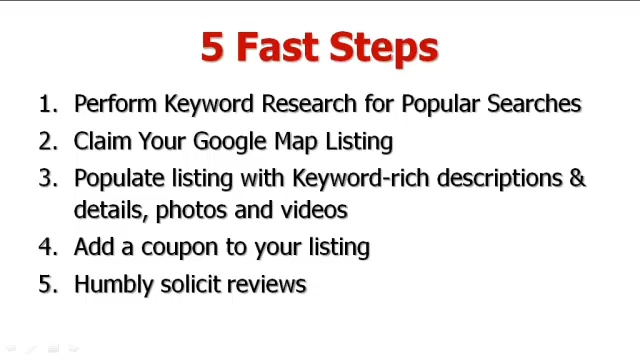 5 Fast Steps
1. Perform Keyword Research for Popular Searches
2. Claim Your Google Map Listing
3. Populate listing with Keyword-rich descriptions &
details, photos and videos
4. Add a coupon to your listing
5. Humbly solicit reviews